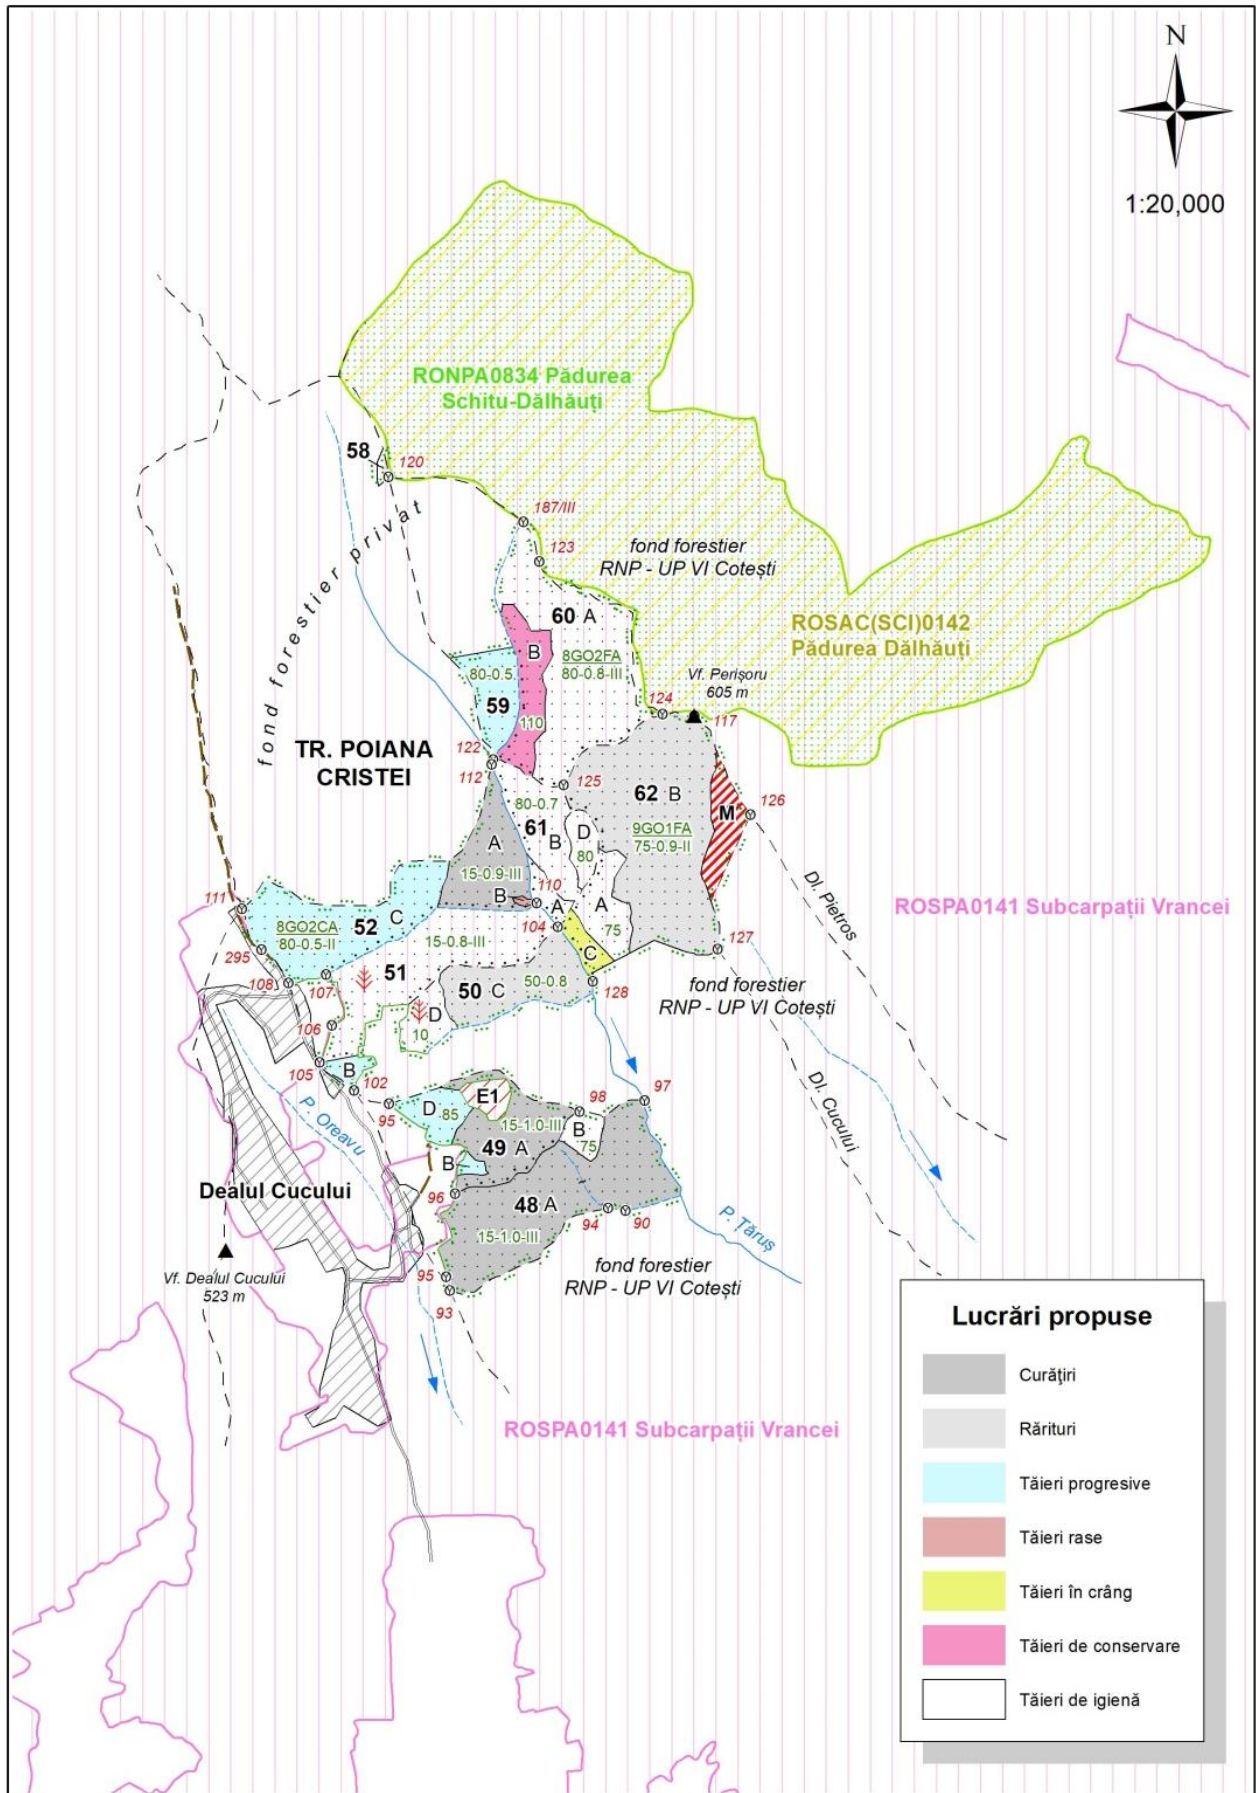 N
1:20,000
RONPA0834 Pădurea
Schitu-Dălhăuți
58
120
fond forestier privat
187/III
123
fond forestier
RNP - UP VI Cotești
60 A
ROSAC(SCI)0142
Pădurea Dălhăuți
8GO2FA
80-0.8-III
B
80-0.5
59
110
Vf. Perișoru
605 m
124
117
TR. POIANA
CRISTEI
122
112
125
62 B
126
M
80-0.7
61
B
D
80
9GO1FA
75-0.9-II
A
15-0.9-III
B
110
A
A
75
104
C
Dl. Pietros
ROSPA0141 Subcarpații Vrancei
111
8GO2CA
80-0.5-II
52 C
15-0.8-III
295
108
107
51
50 C
50-0.8
128
127
fond forestier
RNP - UP VI Cotești
106
D
10
105
B
102
P. Oreavu
95
D
85
E1
15-1.0-III
98
97
B
75
49 A
B
Dl. Cucului
Dealul Cucului
96
48 A
94
90
P. Țăruș
15-1.0-III
Vf. Dealul Cucului
523 m
95
93
fond forestier
RNP - UP VI Cotești
ROSPA0141 Subcarpații Vrancei
Lucrări propuse
Curăţiri
Rărituri
Tăieri progresive
Tăieri rase
Tăieri în crâng
Tăieri de conservare
Tăieri de igienă